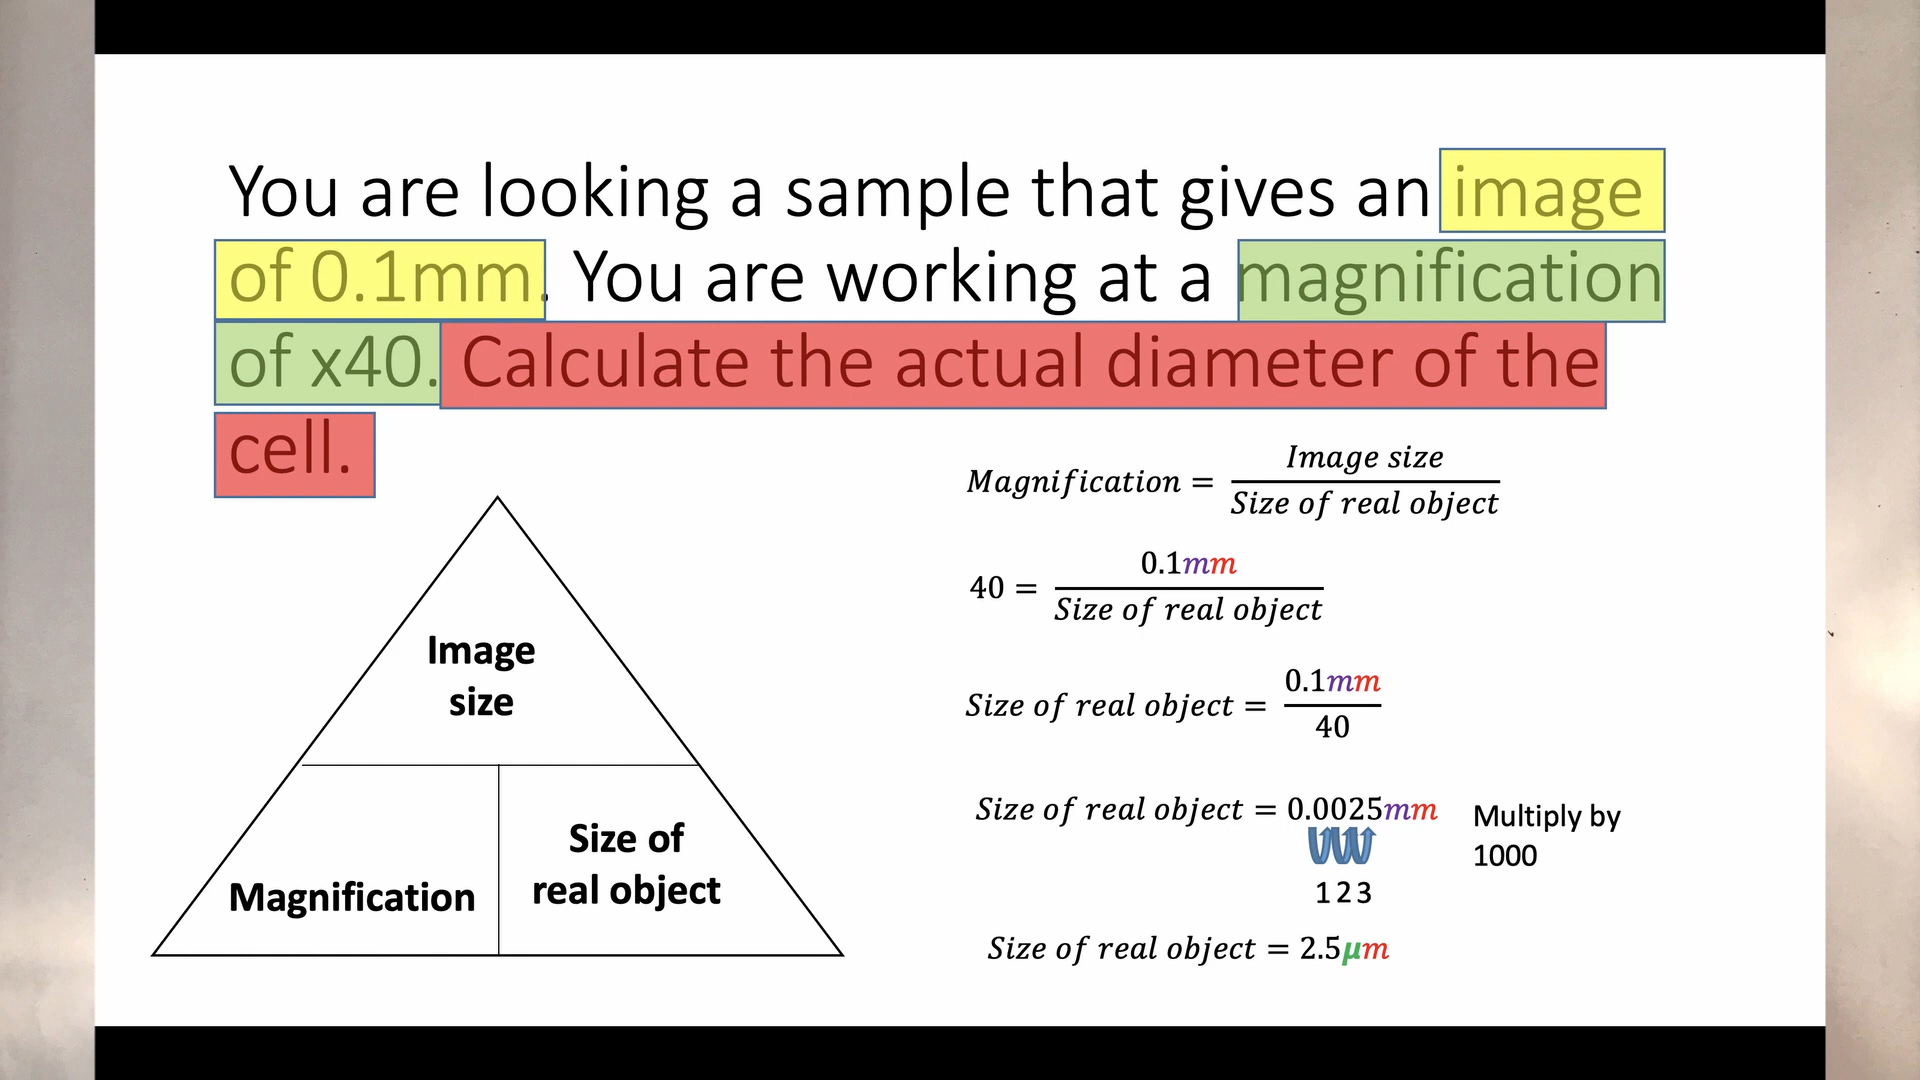 You are looking a sample that gives an image
of 0.1mm. You are working at a magnification
of x40. Calculate the actual diameter of the
cell.
Image
size
Magnification
Size of
real object
Magnification = Image size / Size of real object
40 = 0.1mm / Size of real object
Size of real object = 0.1mm / 40
Size of real object = 0.0025mm
Multiply by
1000
1 2 3
Size of real object = 2.5μm